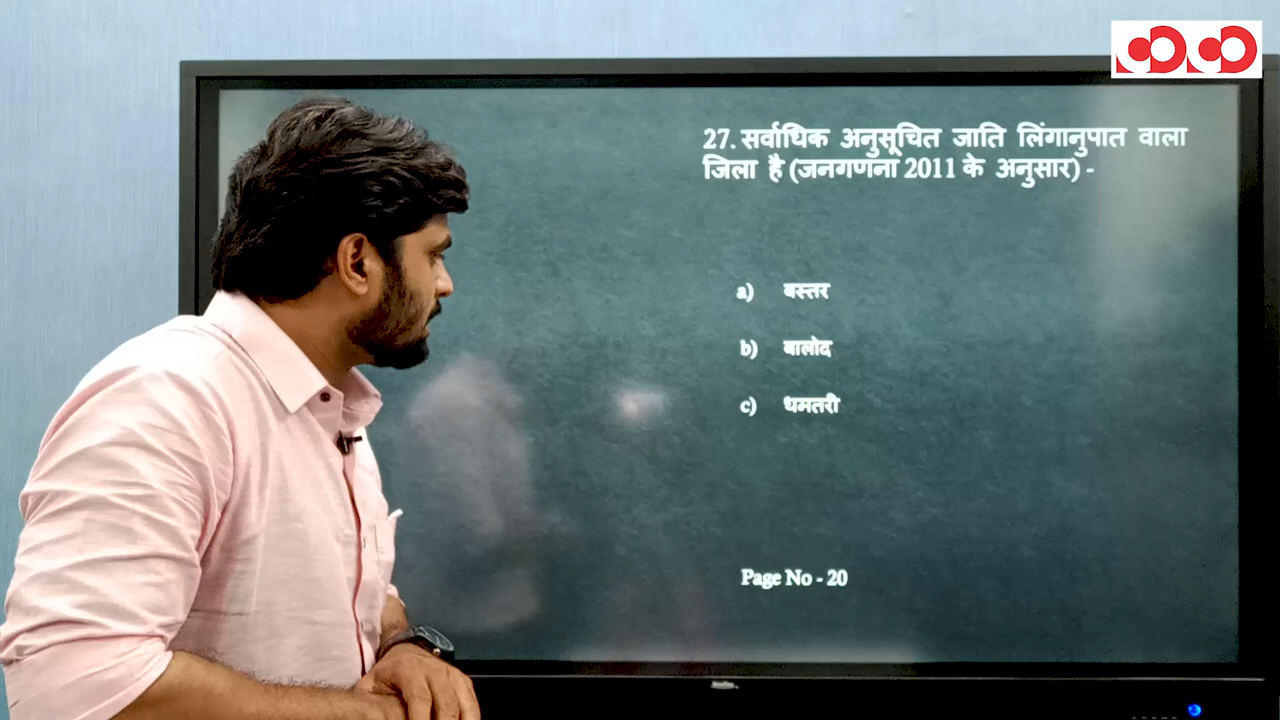 27. सर्वाधिक अनुसूचित जाति लिंगानुपात वाला
जिला है (जनगणना 2011 के अनुसार) -
a) बस्तर
b) बालोद
c) धमतरी
Page No - 20